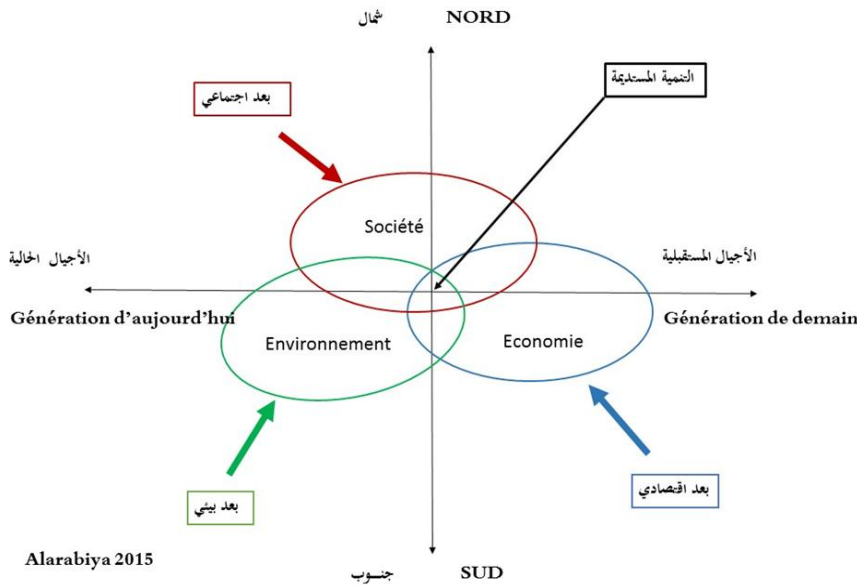 شمال
NORD
التنمية المستديمة
بعد اجتماعي
Société
الأجيال الحالية
الأجيال المستقبلية
Génération d’aujourd’hui
Génération de demain
Environnement
Economie
بعد بيئي
بعد اقتصادي
Alarabiya 2015
جنــوب
SUD